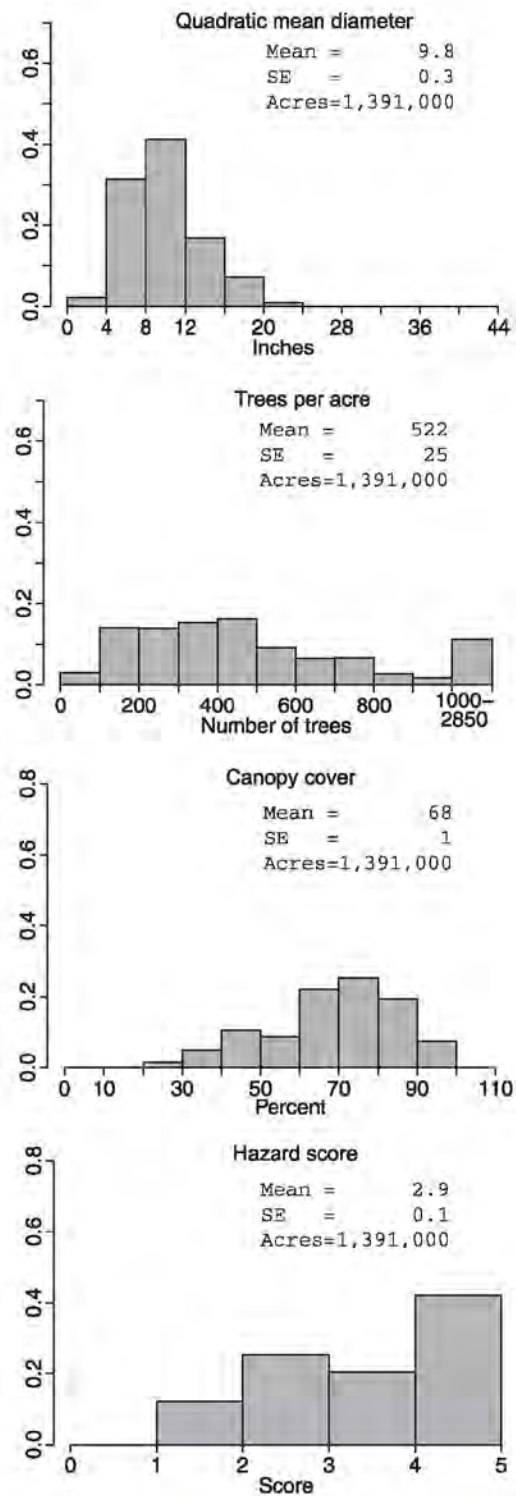 Quadratic mean diameter
Mean = 9.8
SE = 0.3
Acres=1,391,000
0.6
0.4
0.2
0.0
0 4 8 12 20 28 36 44
Inches
Trees per acre
Mean = 522
SE = 25
Acres=1,391,000
0.6
0.4
0.2
0.0
0 200 400 600 800 1000–
2850
Number of trees
Canopy cover
Mean = 68
SE = 1
Acres=1,391,000
0.8
0.6
0.4
0.2
0.0
0 10 30 50 70 90 110
Percent
Hazard score
Mean = 2.9
SE = 0.1
Acres=1,391,000
0.8
0.6
0.4
0.2
0.0
0 1 2 3 4 5
Score